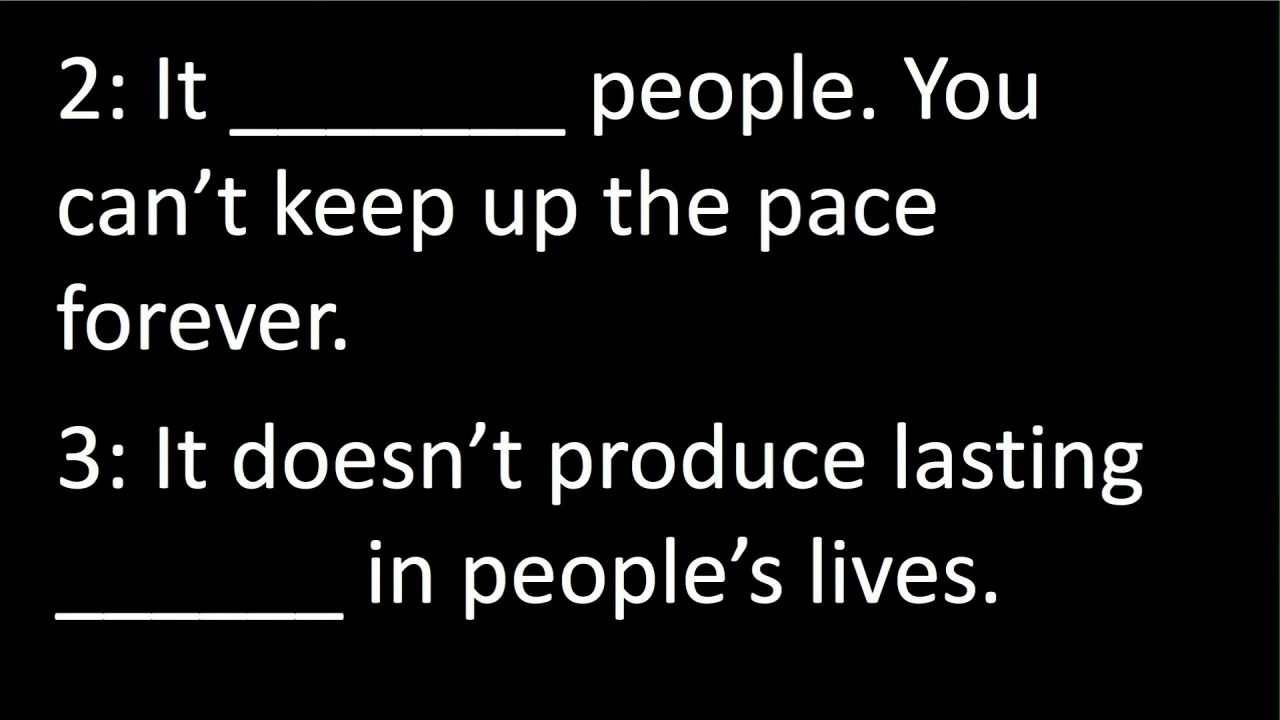 2: It _______ people. You
can’t keep up the pace
forever.
3: It doesn’t produce lasting
______ in people’s lives.